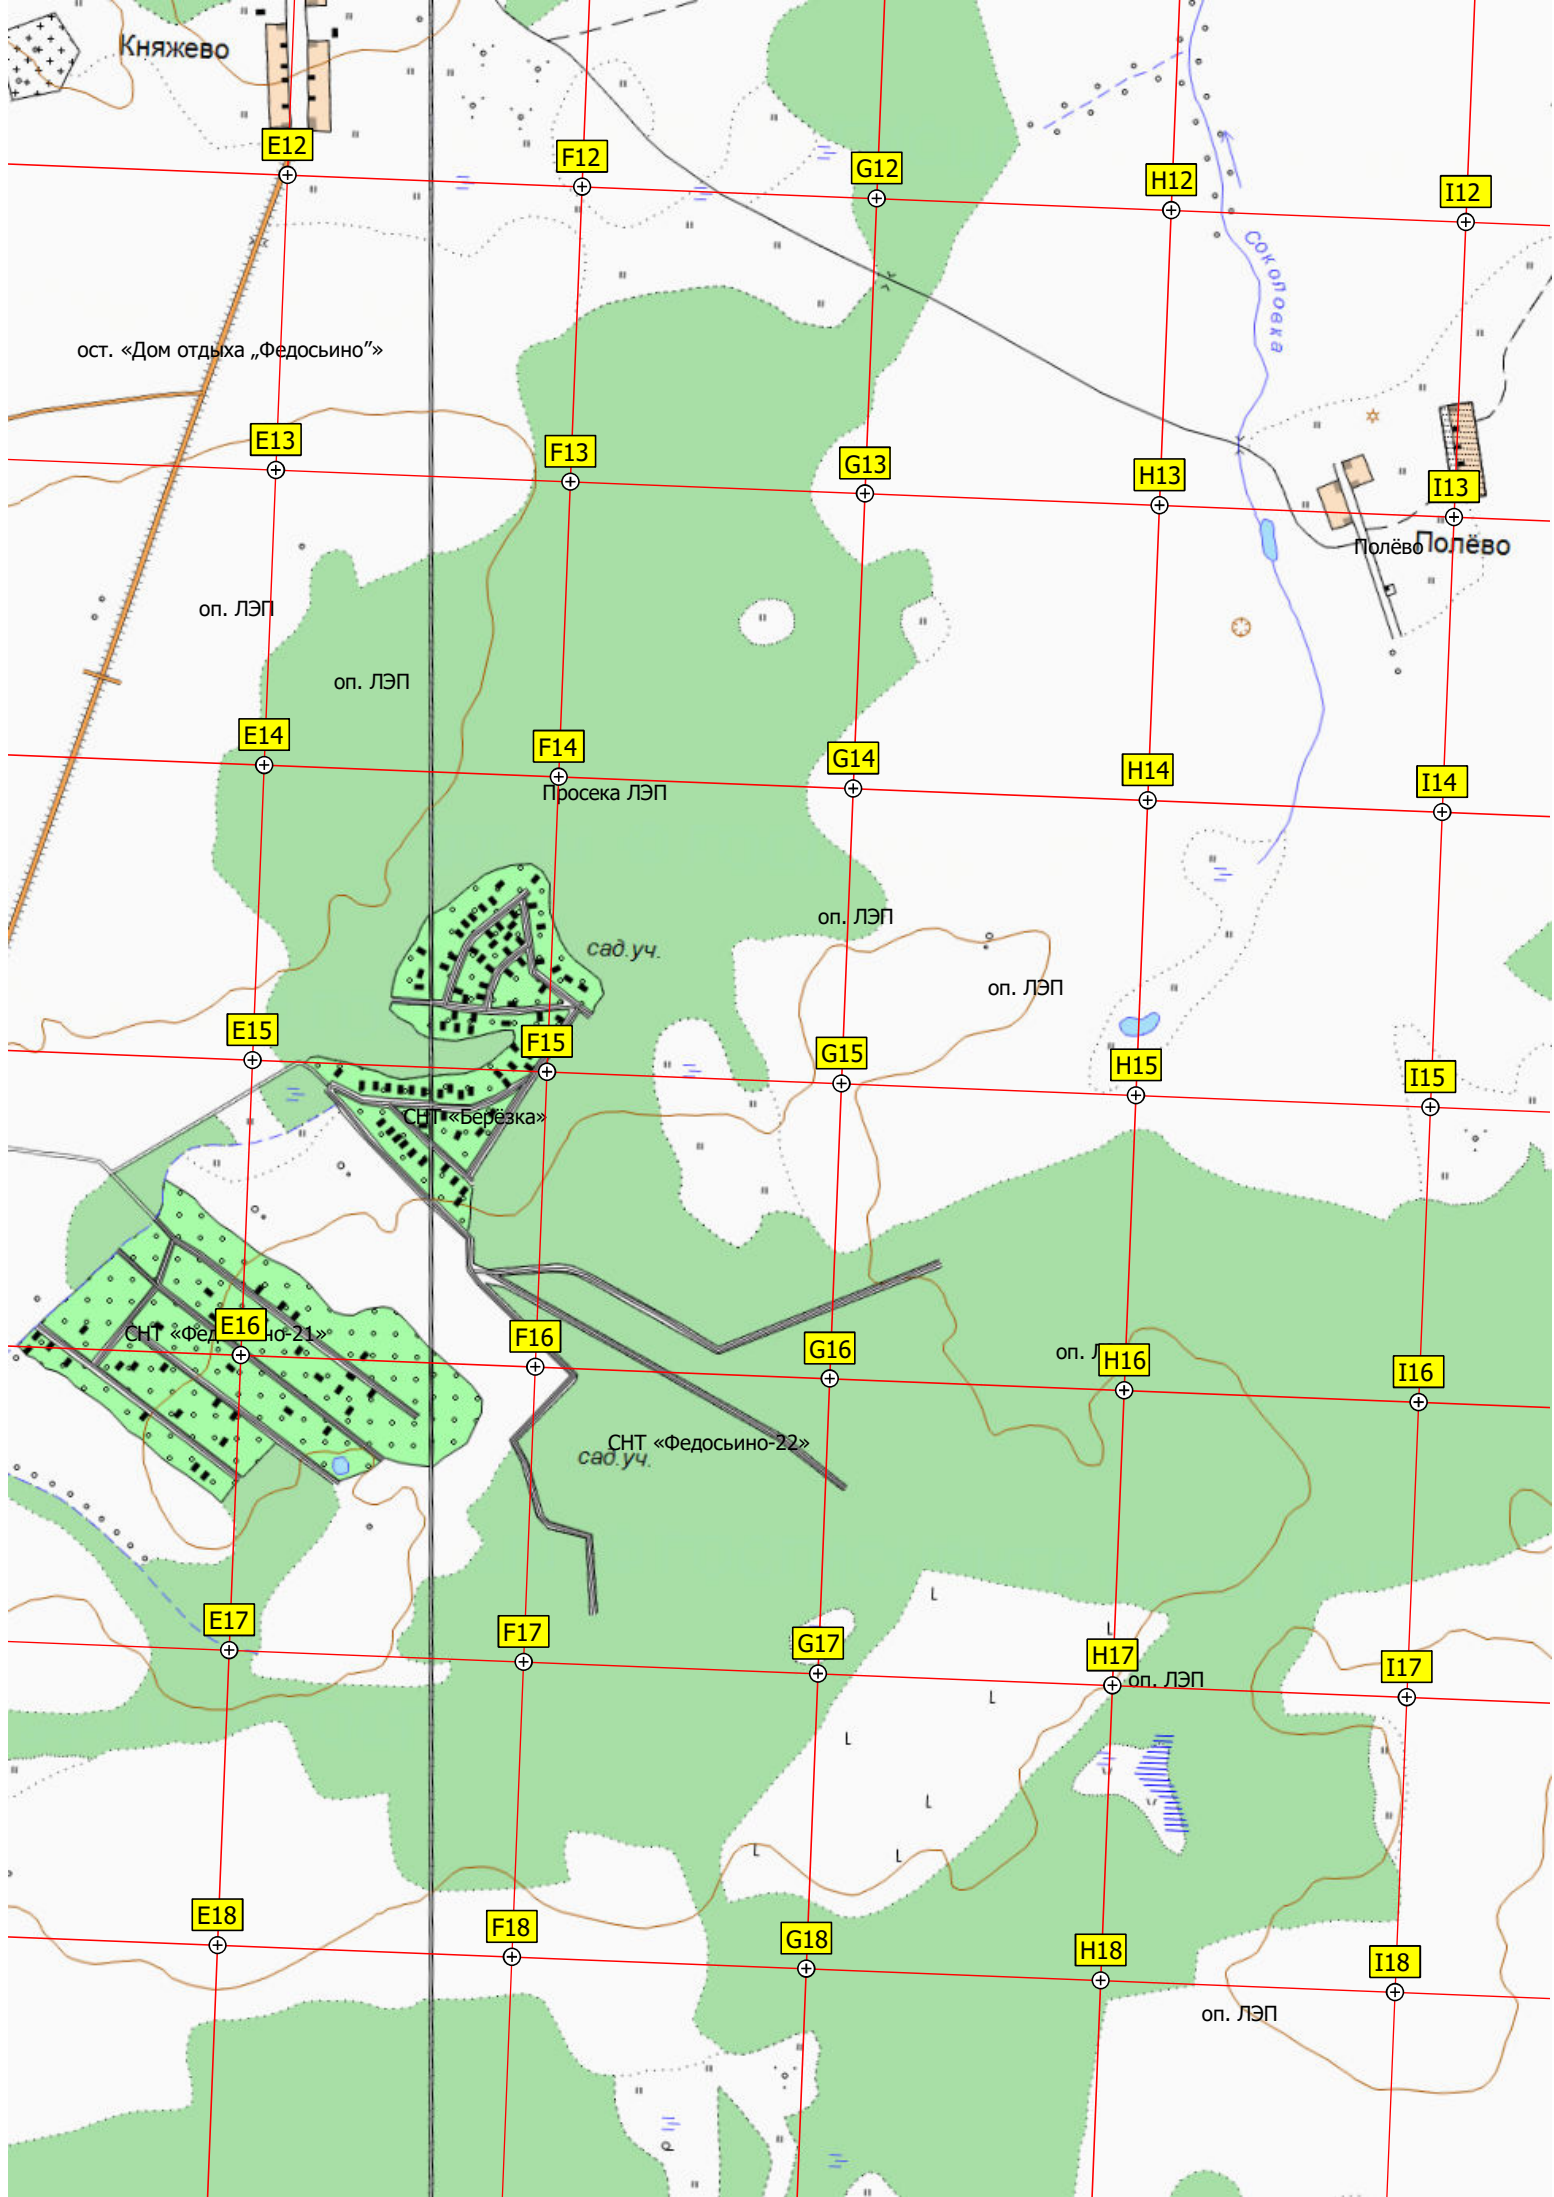 Княжево
E12
F12
G12
H12
I12
Соколовка
ост. «Дом отдыха „Федосьино”»
E13
F13
G13
H13
I13
Полёво
Полёво
оп. ЛЭП
оп. ЛЭП
E14
F14
G14
H14
I14
Просека ЛЭП
оп. ЛЭП
сад.уч.
оп. ЛЭП
E15
F15
G15
H15
I15
СНТ «Берёзка»
СНТ «Фед
но-21»
E16
F16
G16
оп. Л
H16
I16
СНТ «Федосьино-22»
сад.уч.
E17
F17
G17
H17
I17
оп. ЛЭП
E18
F18
G18
H18
I18
оп. ЛЭП